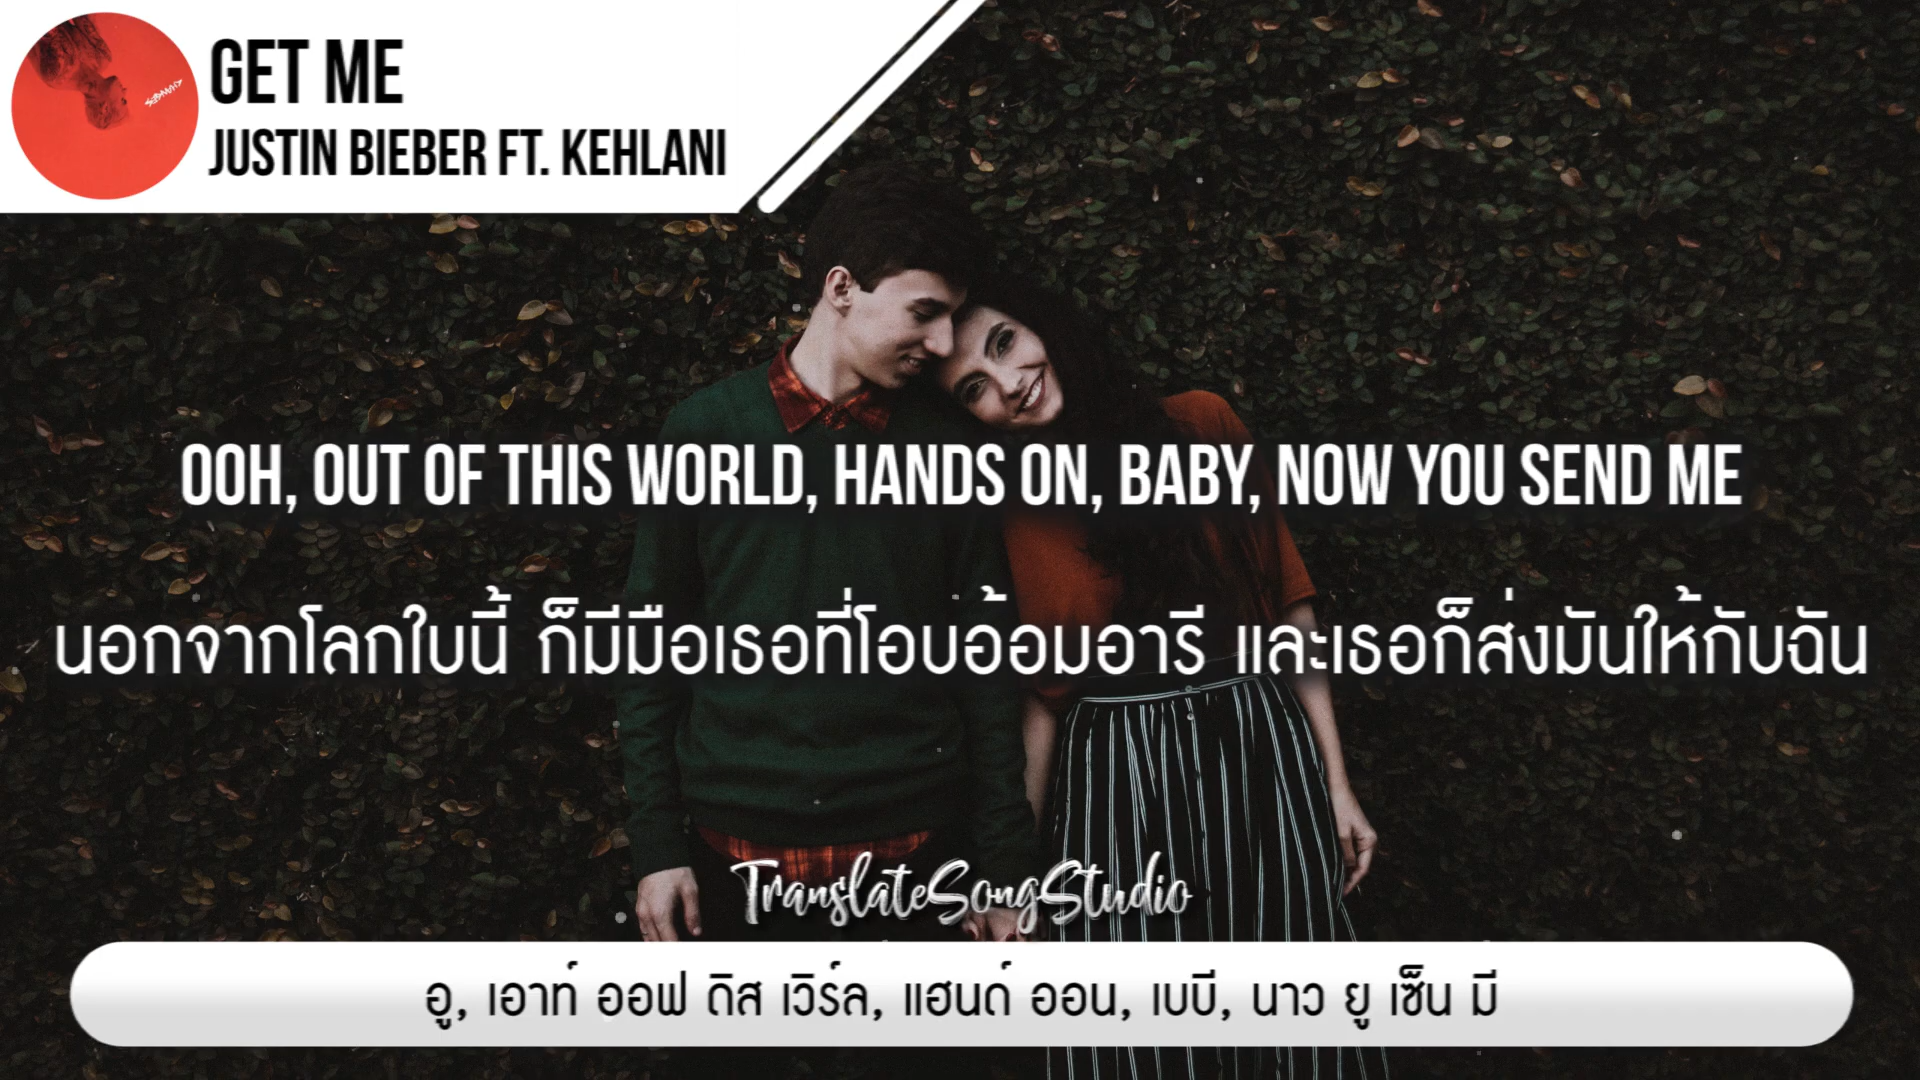 GET ME
JUSTIN BIEBER FT. KEHLANI
OOH, OUT OF THIS WORLD, HANDS ON, BABY, NOW YOU SEND ME
นอกจากโลกใบนี้ ก็มีมือเธอที่โอบอ้อมอารี และเธอก็ส่งมันให้กับฉัน
TranslateSongStudio
อู, เอาท์ ออฟ ดิส เวิร์ล, แฮนด์ ออน, เบบี, นาว ยู เซ็น มี